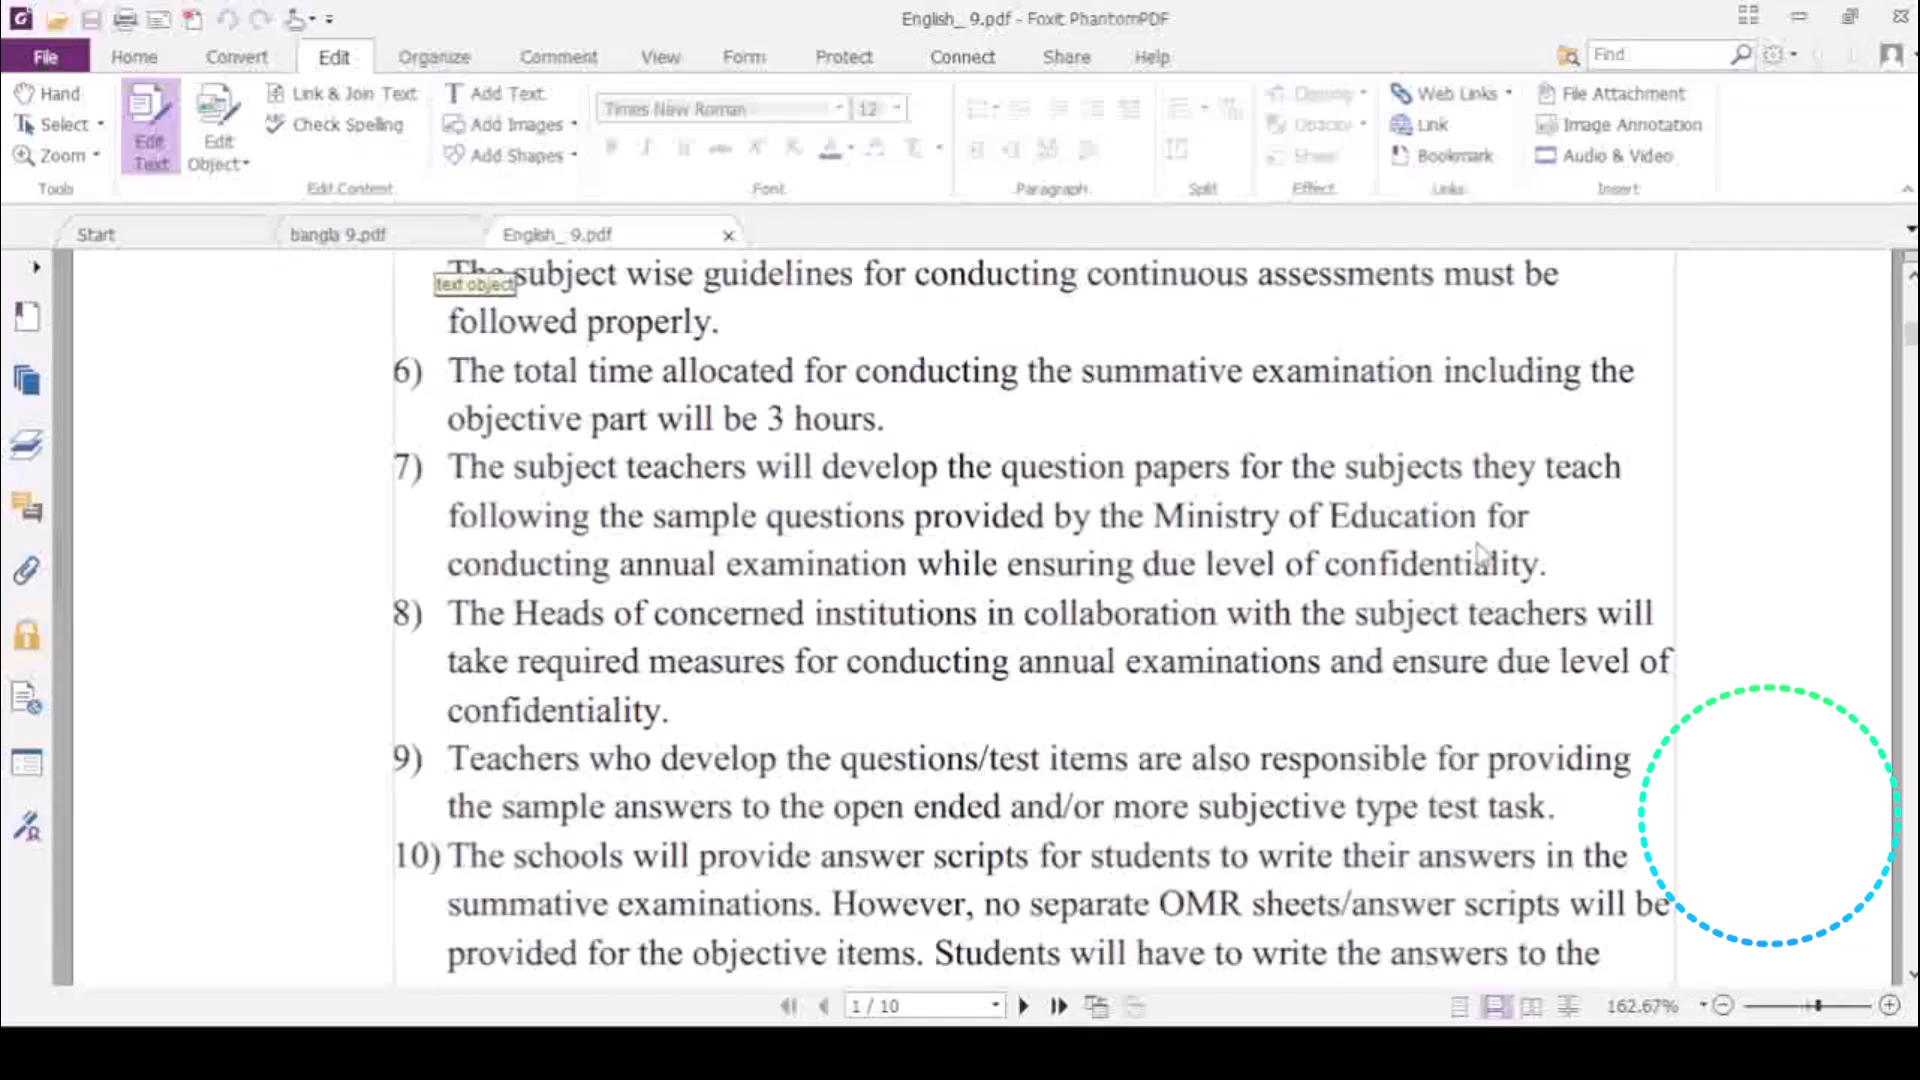 English_ 9.pdf - Foxit PhantomPDF
File Home Convert Edit Organize Comment View Form Protect Connect Share Help Find
Hand
Select
Zoom
Tools
Edit Text
Edit Object
Link & Join Text
Check Spelling
Add Text
Add Images
Add Shapes
Edit Content
Times New Roman 12
Font
Paragraph
Split
Opacity
Effect
Web Links
Link
Bookmark
Links
File Attachment
Image Annotation
Audio & Video
Insert
Start bangla 9.pdf English_ 9.pdf
text object
The subject wise guidelines for conducting continuous assessments must be
followed properly.
6) The total time allocated for conducting the summative examination including the
objective part will be 3 hours.
7) The subject teachers will develop the question papers for the subjects they teach
following the sample questions provided by the Ministry of Education for
conducting annual examination while ensuring due level of confidentiality.
8) The Heads of concerned institutions in collaboration with the subject teachers will
take required measures for conducting annual examinations and ensure due level of
confidentiality.
9) Teachers who develop the questions/test items are also responsible for providing
the sample answers to the open ended and/or more subjective type test task.
10) The schools will provide answer scripts for students to write their answers in the
summative examinations. However, no separate OMR sheets/answer scripts will be
provided for the objective items. Students will have to write the answers to the
1 / 10
162.67%